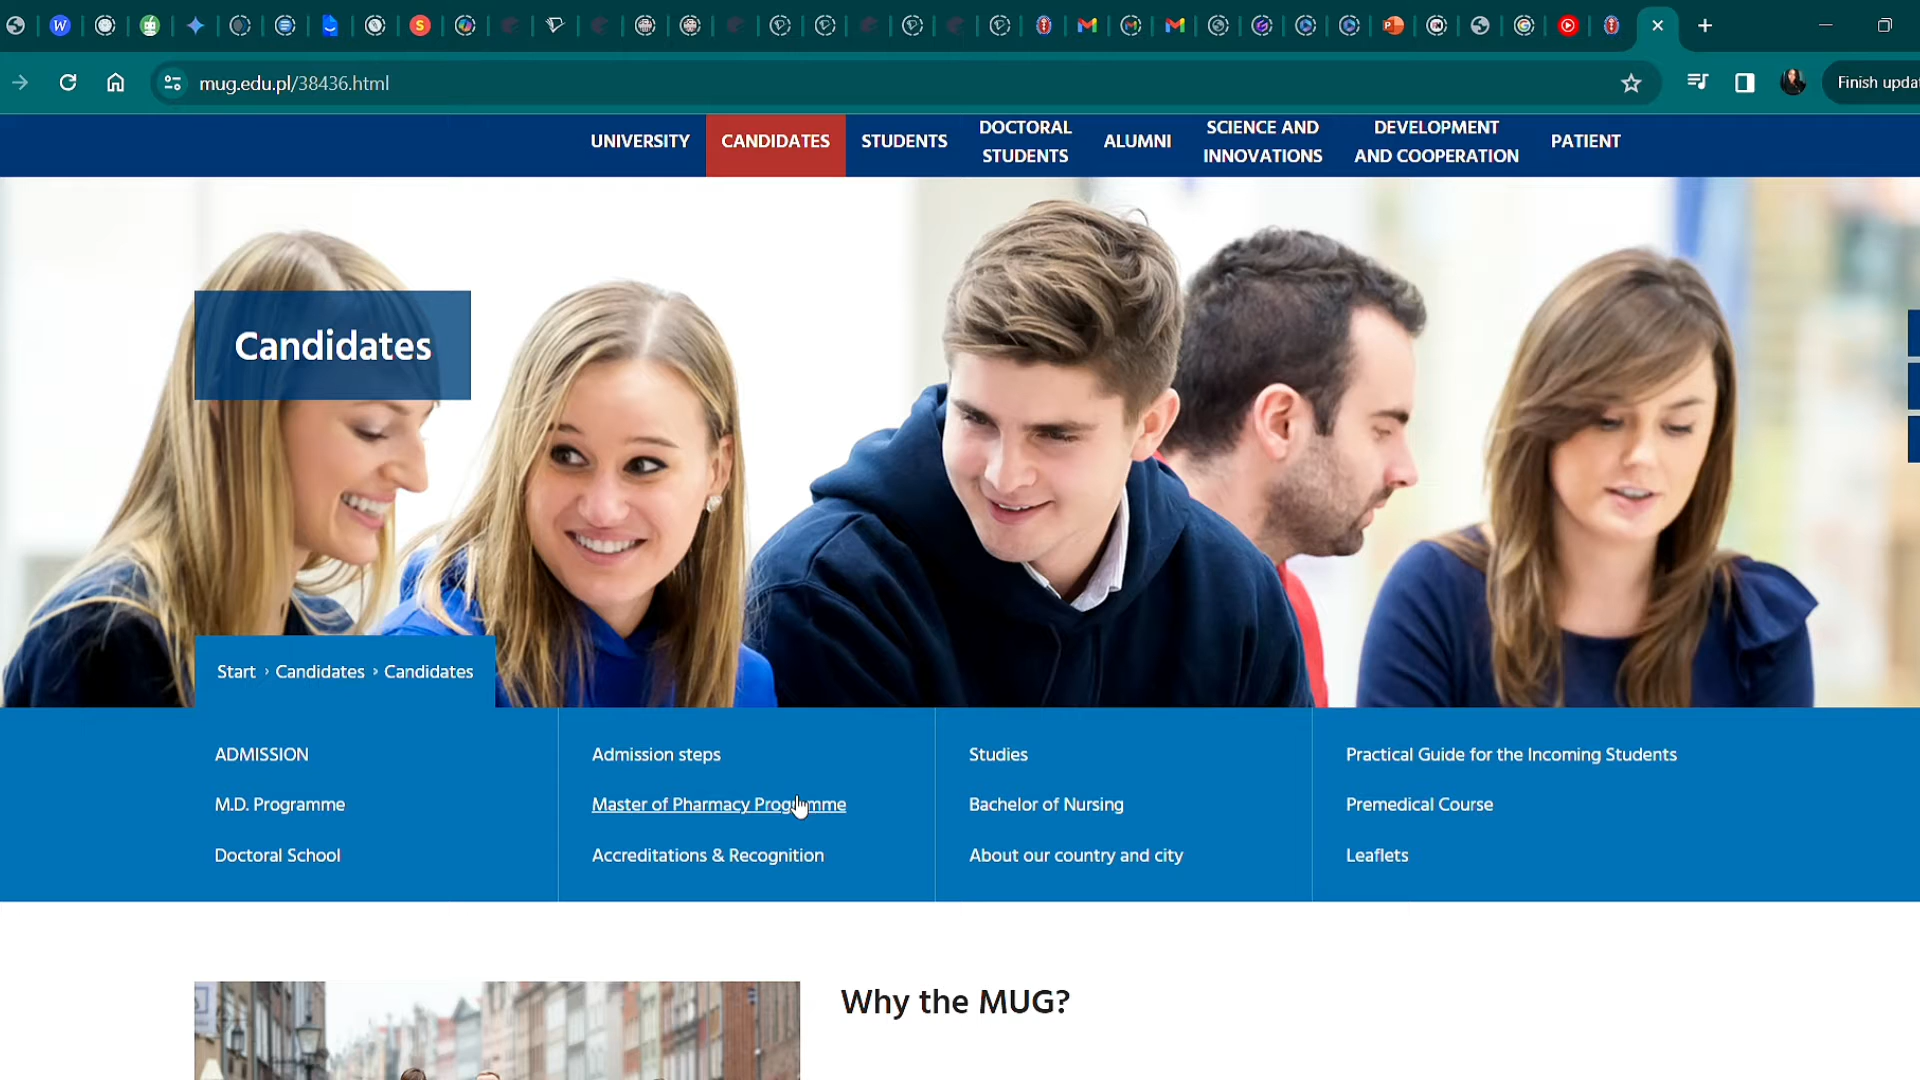 mug.edu.pl/38436.html
Finish upda
UNIVERSITY
CANDIDATES
STUDENTS
DOCTORAL
STUDENTS
ALUMNI
SCIENCE AND
INNOVATIONS
DEVELOPMENT
AND COOPERATION
PATIENT
Candidates
Start › Candidates › Candidates
ADMISSION
Admission steps
Studies
Practical Guide for the Incoming Students
M.D. Programme
Master of Pharmacy Programme
Bachelor of Nursing
Premedical Course
Doctoral School
Accreditations & Recognition
About our country and city
Leaflets
Why the MUG?